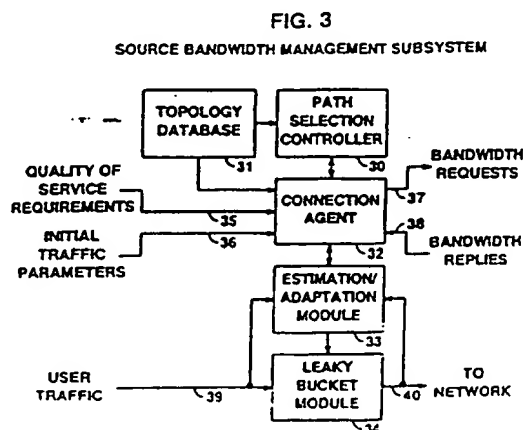 FIG. 3
SOURCE BANDWIDTH MANAGEMENT SUBSYSTEM
TOPOLOGY
DATABASE
31
PATH
SELECTION
CONTROLLER
30
QUALITY OF
SERVICE
REQUIREMENTS
35
INITIAL
TRAFFIC
PARAMETERS
36
CONNECTION
AGENT
32
BANDWIDTH
REQUESTS
37
38
BANDWIDTH
REPLIES
ESTIMATION/
ADAPTATION
MODULE
33
USER
TRAFFIC
39
LEAKY
BUCKET
MODULE
34
40
TO
NETWORK